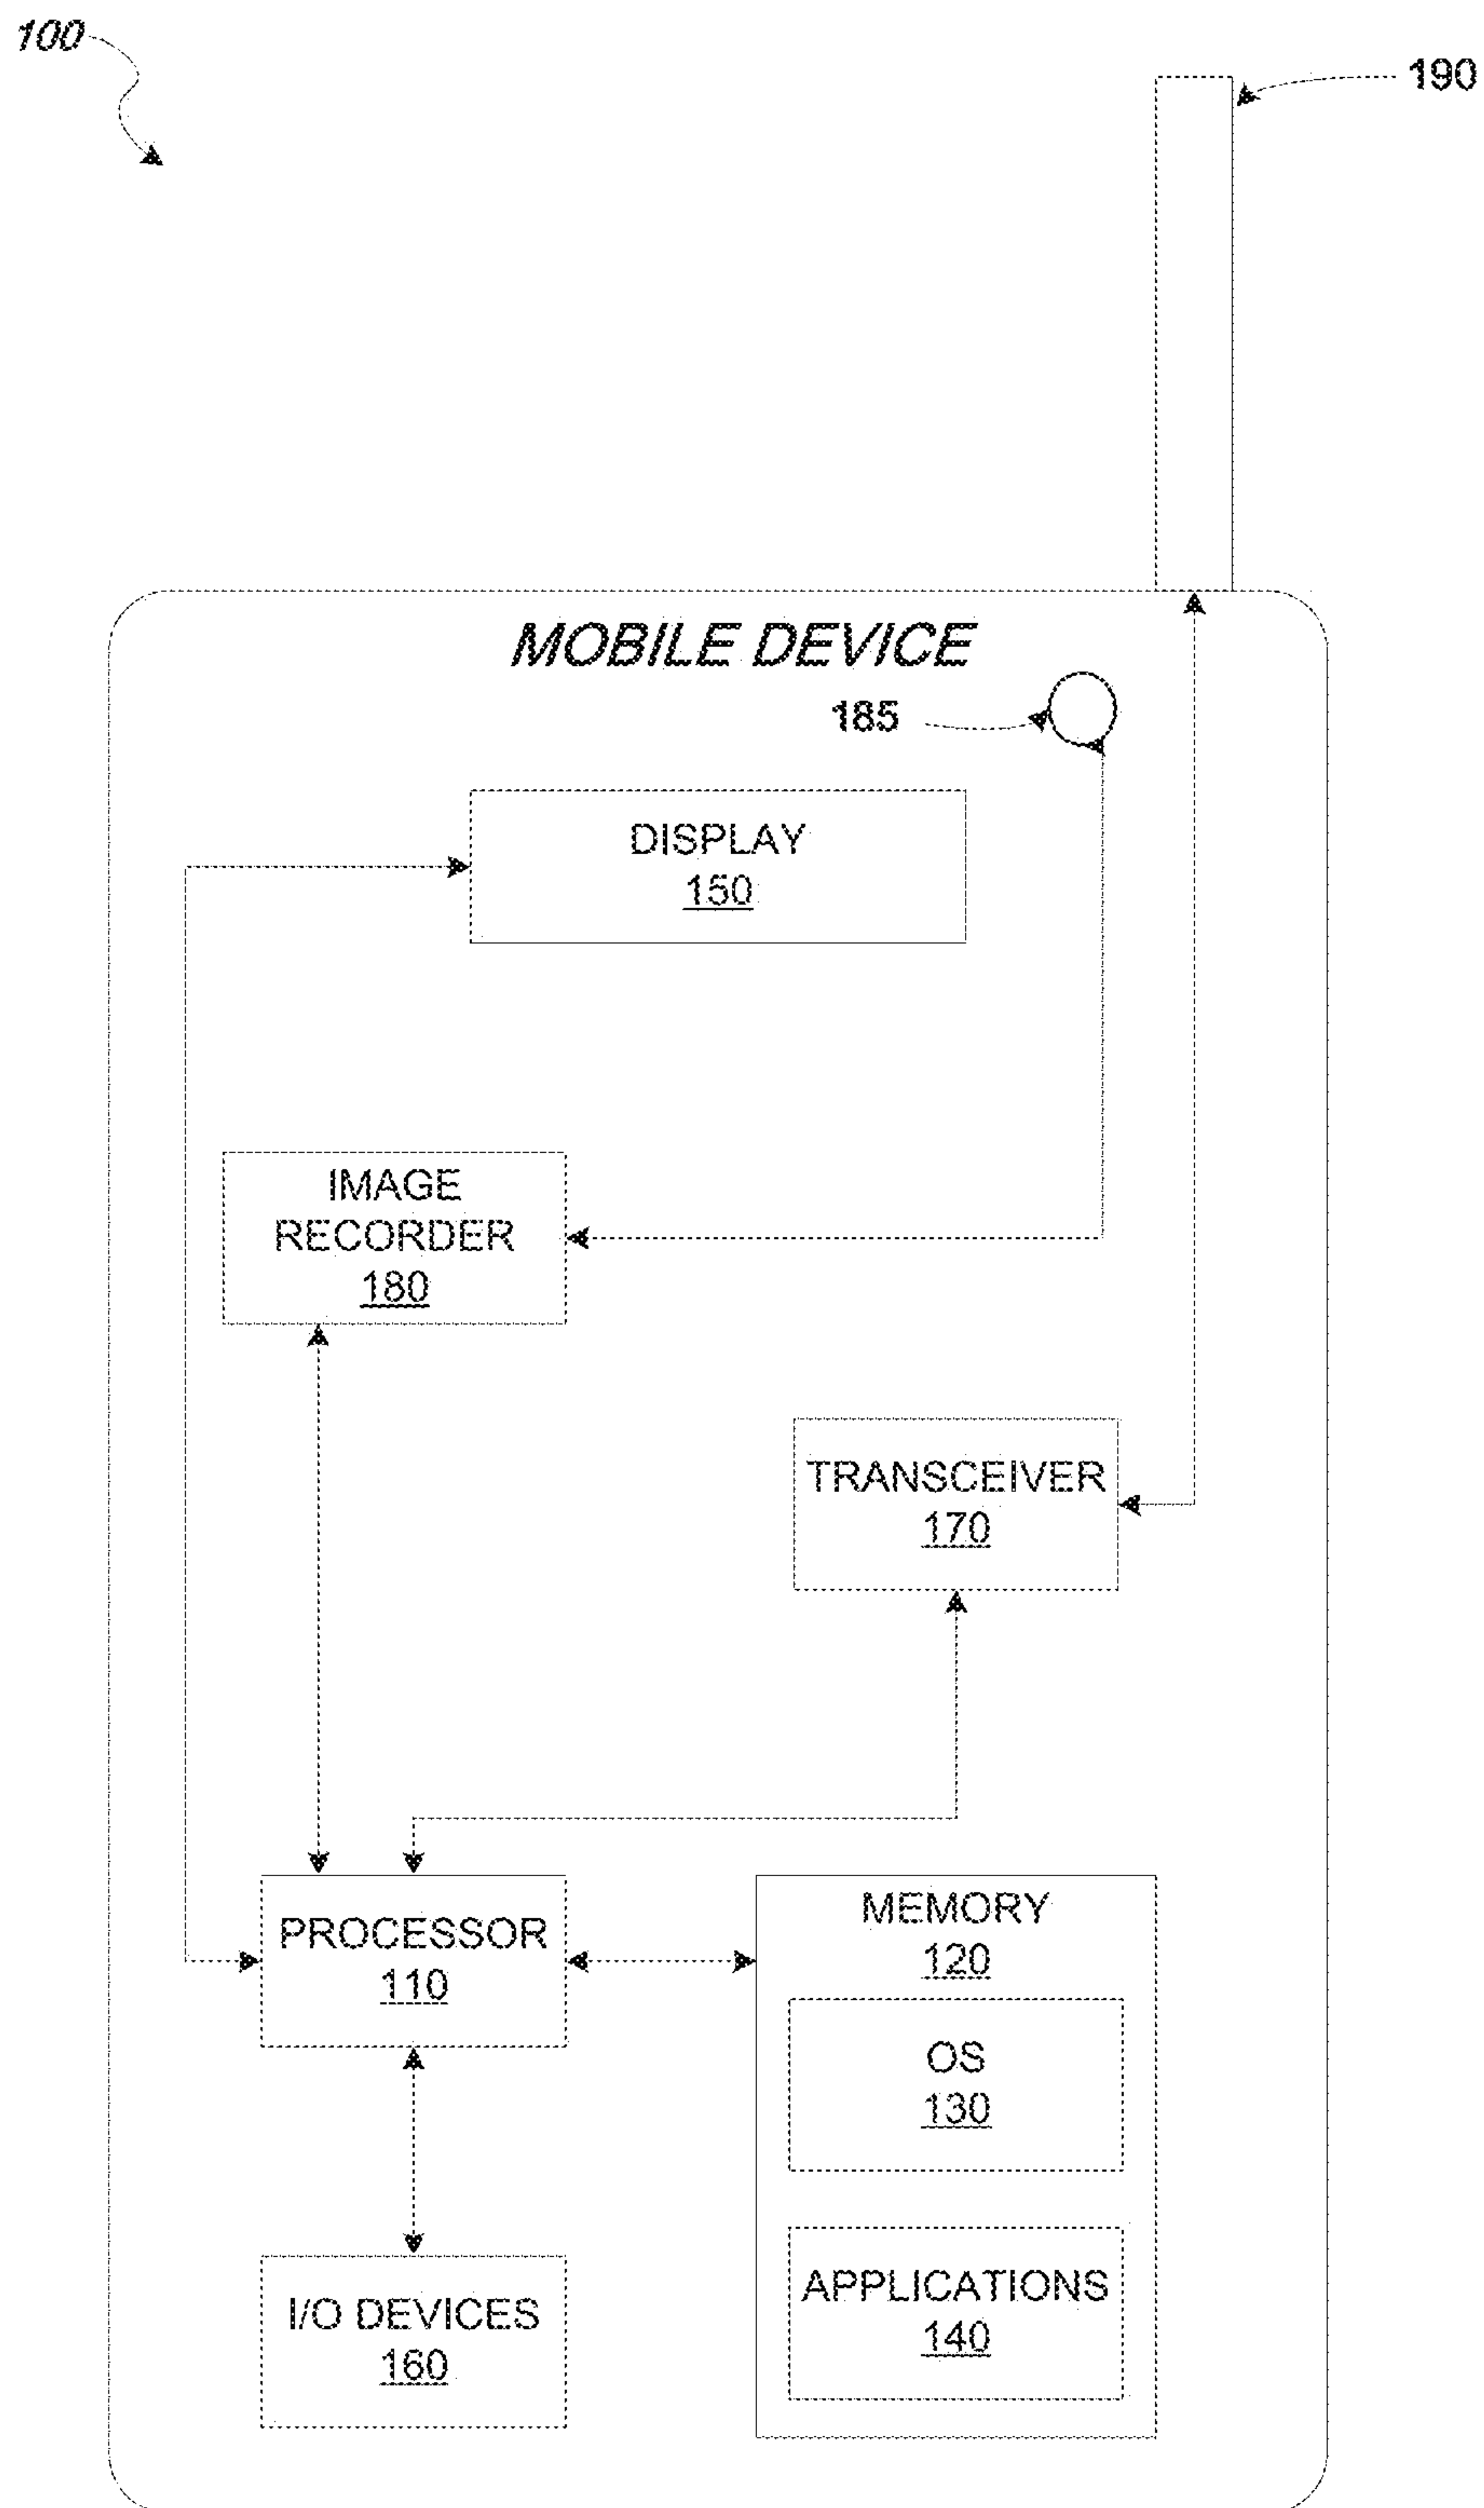 100
190
MOBILE DEVICE
185
DISPLAY
150
IMAGE
RECORDER
180
TRANSCEIVER
170
PROCESSOR
110
MEMORY
120
OS
130
I/O DEVICES
160
APPLICATIONS
140